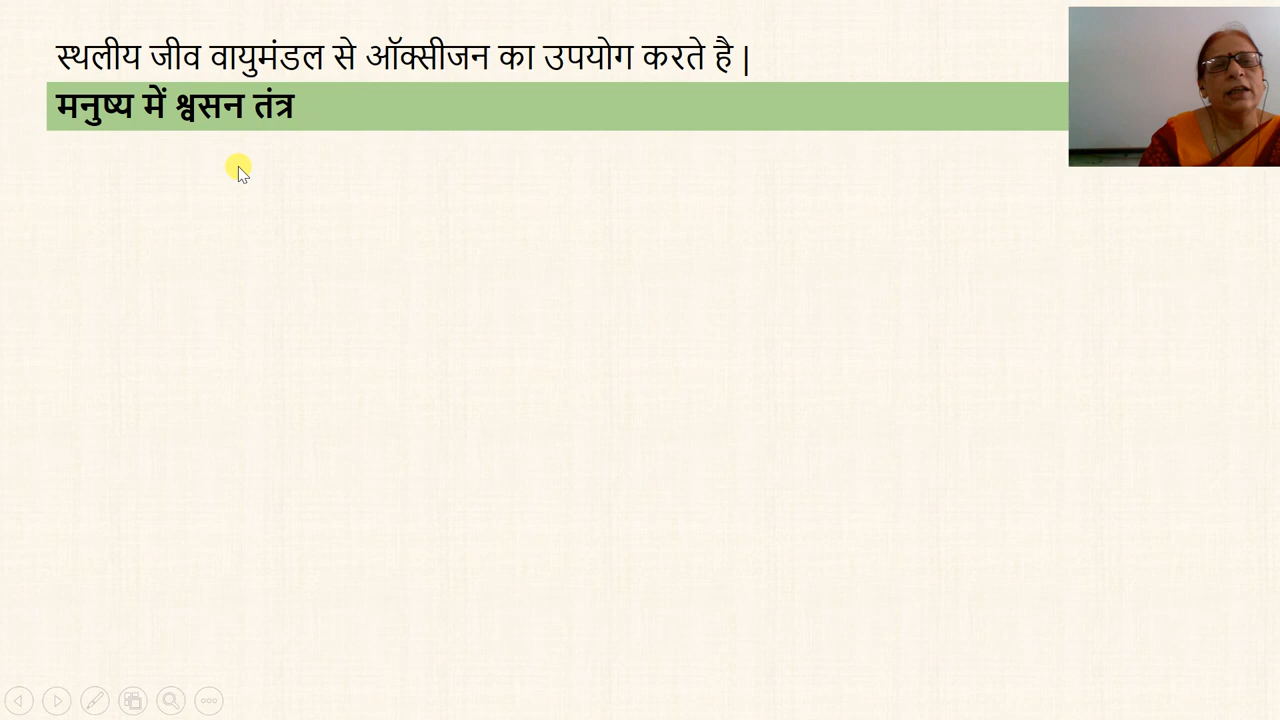 स्थलीय जीव वायुमंडल से ऑक्सीजन का उपयोग करते है |
मनुष्य में श्वसन तंत्र